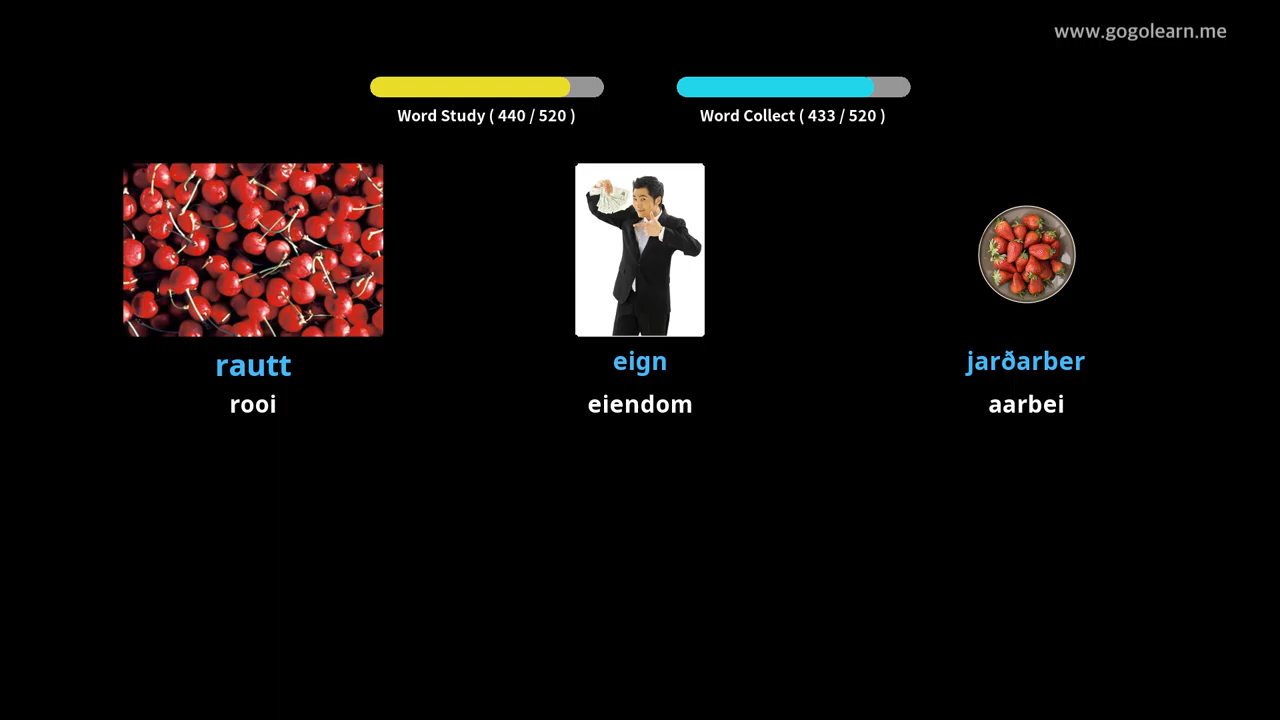 www.gogolearn.me
Word Study ( 440 / 520 )
Word Collect ( 433 / 520 )
rautt
eign
jarðarber
rooi
eiendom
aarbei